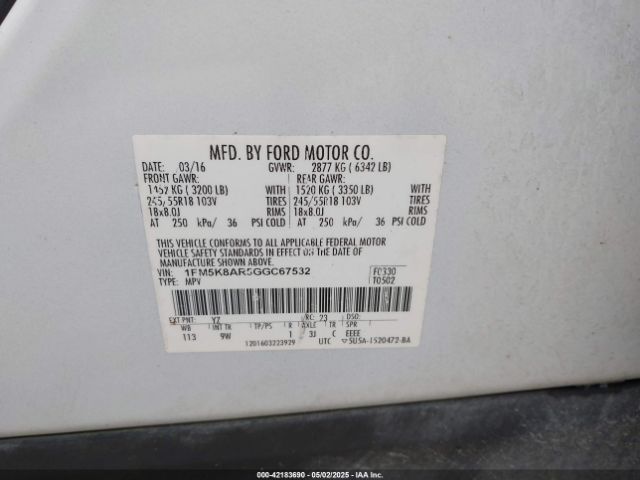 MFD. BY FORD MOTOR CO.
DATE: 03/16 GVWR: 2877 KG ( 6342 LB)
FRONT GAWR: REAR GAWR:
1452 KG ( 3200 LB) WITH 1520 KG ( 3350 LB) WITH
245/55R18 103V TIRES 245/55R18 103V TIRES
18x8.0J RIMS 18x8.0J RIMS
AT 250 kPa/ 36 PSI COLD AT 250 kPa/ 36 PSI COLD
THIS VEHICLE CONFORMS TO ALL APPLICABLE FEDERAL MOTOR
VEHICLE SAFETY STANDARDS IN EFFECT ON THE DATE OF
MANUFACTURE SHOWN ABOVE.
VIN: 1FM5K8AR5GGC67532 F0330
TYPE: MPV T0502
EXT PNT: YZ RC: 23 DSO:
WB INT TR TP/PS R AXLE TR SPR
113 9W 1 3J C EEEE
1201603223929 UTC ▽5U5A-1520472-BA
000-42183690 - 05/02/2025 - IAAI.COM